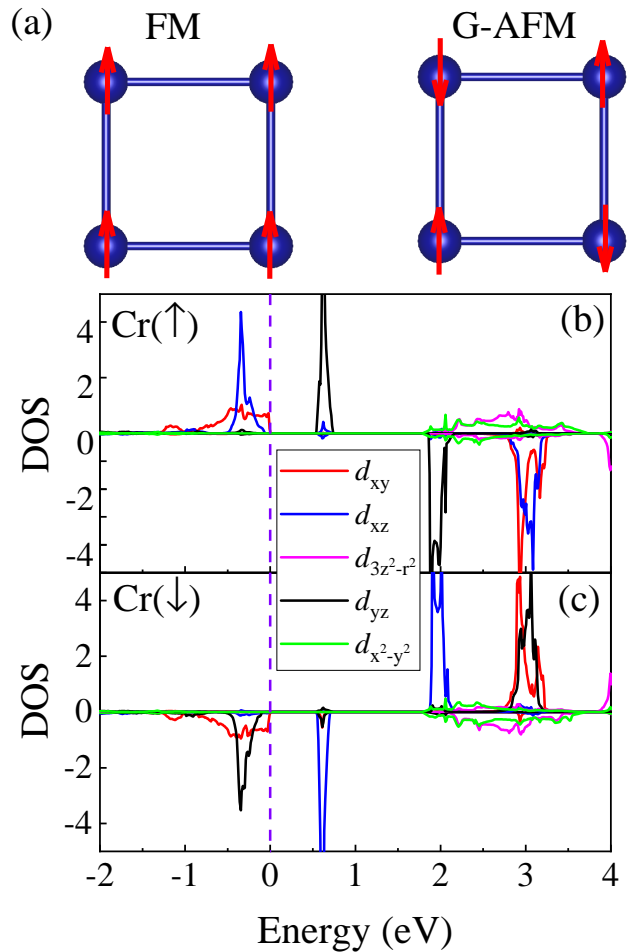 (a) FM G-AFM
Cr(↑) (b)
4
2
0
-2
-4
DOS
d_xy
d_xz
d_3z²-r²
d_yz
d_x²-y²
Cr(↓) (c)
4
2
0
-2
-4
DOS
-2 -1 0 1 2 3 4
Energy (eV)